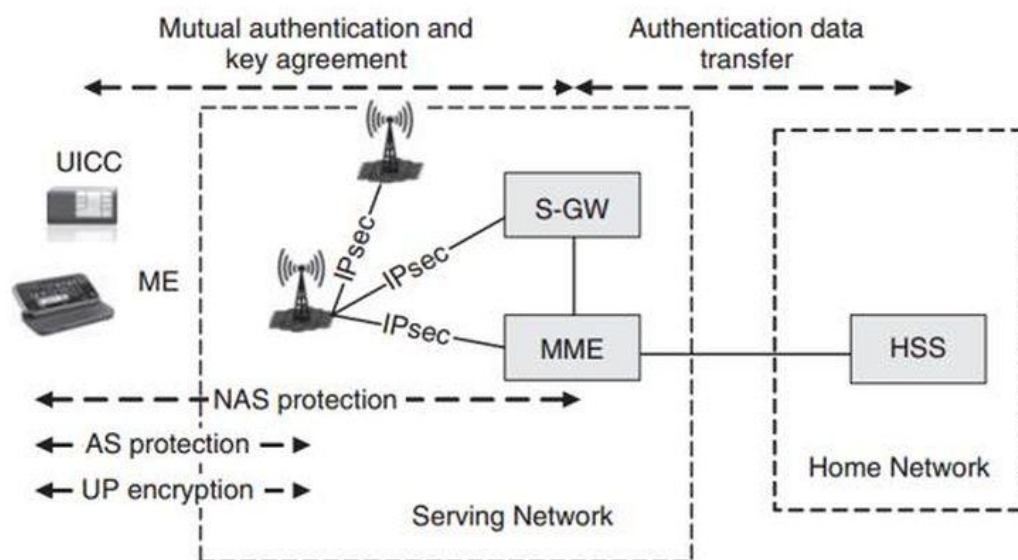 Mutual authentication and
key agreement
Authentication data
transfer
UICC
ME
IPsec
IPsec
IPsec
S-GW
MME
HSS
NAS protection
AS protection
UP encryption
Serving Network
Home Network